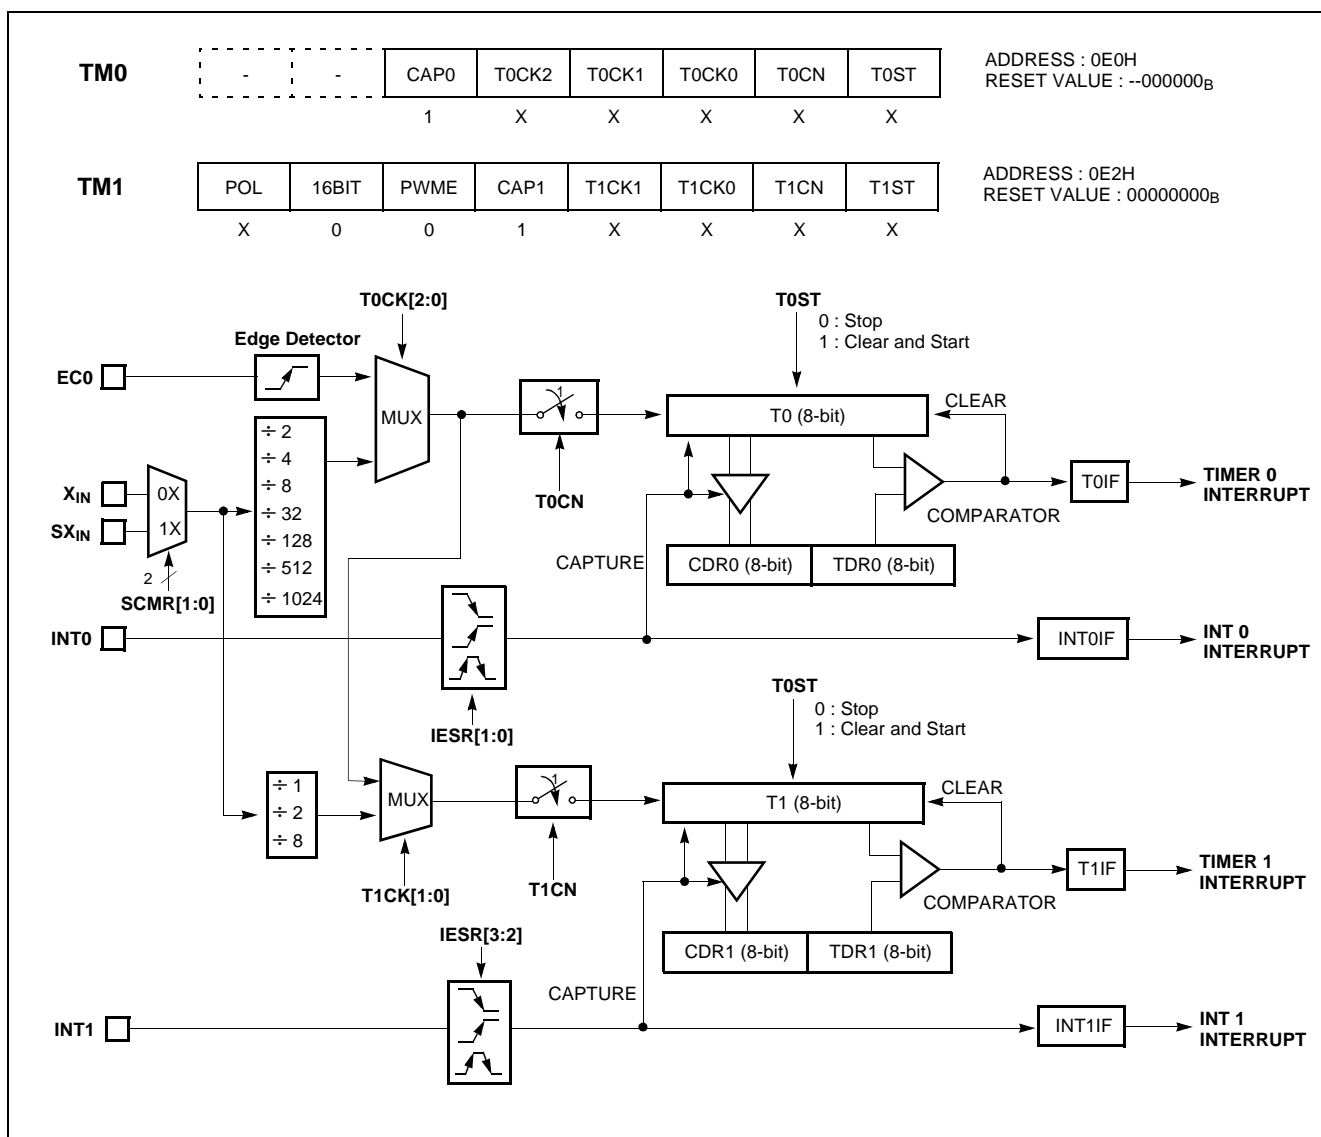 TM0 - - CAP0 T0CK2 T0CK1 T0CK0 T0CN T0ST
ADDRESS : 0E0H
RESET VALUE : --000000B
1 X X X X X
TM1 POL 16BIT PWME CAP1 T1CK1 T1CK0 T1CN T1ST
ADDRESS : 0E2H
RESET VALUE : 00000000B
X 0 0 1 X X X X
T0CK[2:0]
T0ST
0 : Stop
1 : Clear and Start
Edge Detector
EC0
MUX
1
T0 (8-bit)
CLEAR
÷ 2
÷ 4
÷ 8
÷ 32
÷ 128
÷ 512
÷ 1024
XIN
SXIN
0X
1X
2
SCMR[1:0]
T0CN
COMPARATOR
T0IF
TIMER 0
INTERRUPT
CAPTURE
CDR0 (8-bit)
TDR0 (8-bit)
INT0
INT0IF
INT 0
INTERRUPT
IESR[1:0]
T0ST
0 : Stop
1 : Clear and Start
÷ 1
÷ 2
÷ 8
MUX
1
T1 (8-bit)
CLEAR
T1CK[1:0]
T1CN
COMPARATOR
T1IF
TIMER 1
INTERRUPT
IESR[3:2]
CDR1 (8-bit)
TDR1 (8-bit)
CAPTURE
INT1
INT1IF
INT 1
INTERRUPT